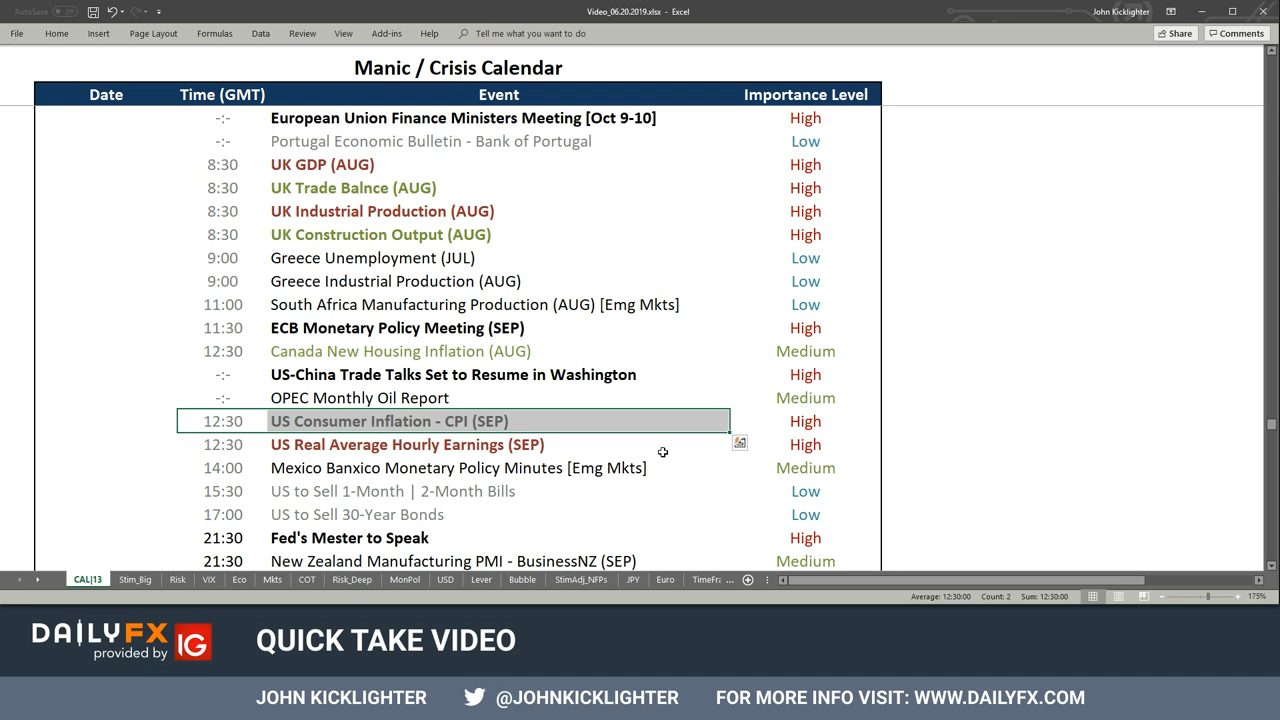 AutoSave Off Video_06.20.2019.xlsx - Excel John Kicklighter
File Home Insert Page Layout Formulas Data Review View Add-ins Help Tell me what you want to do Share Comments
Manic / Crisis Calendar
Date Time (GMT) Event Importance Level
-:- European Union Finance Ministers Meeting [Oct 9-10] High
-:- Portugal Economic Bulletin - Bank of Portugal Low
8:30 UK GDP (AUG) High
8:30 UK Trade Balnce (AUG) High
8:30 UK Industrial Production (AUG) High
8:30 UK Construction Output (AUG) High
9:00 Greece Unemployment (JUL) Low
9:00 Greece Industrial Production (AUG) Low
11:00 South Africa Manufacturing Production (AUG) [Emg Mkts] Low
11:30 ECB Monetary Policy Meeting (SEP) High
12:30 Canada New Housing Inflation (AUG) Medium
-:- US-China Trade Talks Set to Resume in Washington High
-:- OPEC Monthly Oil Report Medium
12:30 US Consumer Inflation - CPI (SEP) High
12:30 US Real Average Hourly Earnings (SEP) High
14:00 Mexico Banxico Monetary Policy Minutes [Emg Mkts] Medium
15:30 US to Sell 1-Month | 2-Month Bills Low
17:00 US to Sell 30-Year Bonds Low
21:30 Fed's Mester to Speak High
21:30 New Zealand Manufacturing PMI - BusinessNZ (SEP) Medium
CAL|13 Stim_Big Risk VIX Eco Mkts COT Risk_Deep MonPol USD Lever Bubble StimAdj_NFPs JPY Euro TimeFra ...
Average: 12:30:00 Count: 2 Sum: 12:30:00 175%
DAILYFX
provided by IG
QUICK TAKE VIDEO
JOHN KICKLIGHTER @JOHNKICKLIGHTER FOR MORE INFO VISIT: WWW.DAILYFX.COM